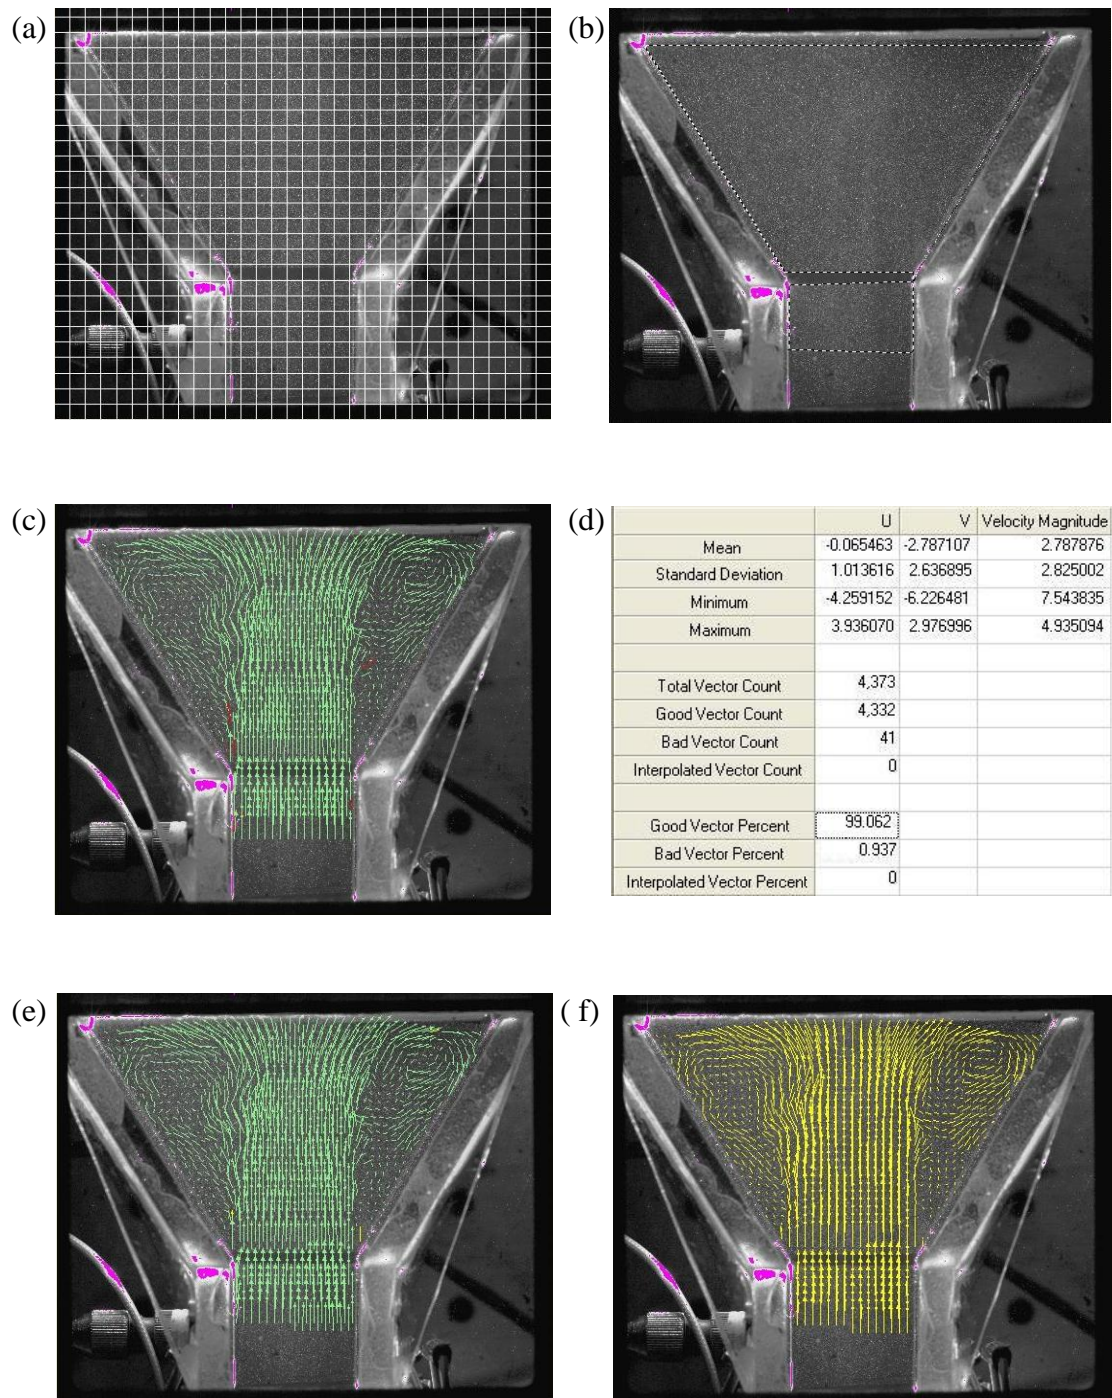 (a)
(b)
(c)
(d)
U V Velocity Magnitude
Mean -0.065463 -2.787107 2.787876
Standard Deviation 1.013616 2.636895 2.825002
Minimum -4.259152 -6.226481 7.543835
Maximum 3.936070 2.976996 4.935094
Total Vector Count 4,373
Good Vector Count 4,332
Bad Vector Count 41
Interpolated Vector Count 0
Good Vector Percent 99.062
Bad Vector Percent 0.937
Interpolated Vector Percent 0
(e)
( f)